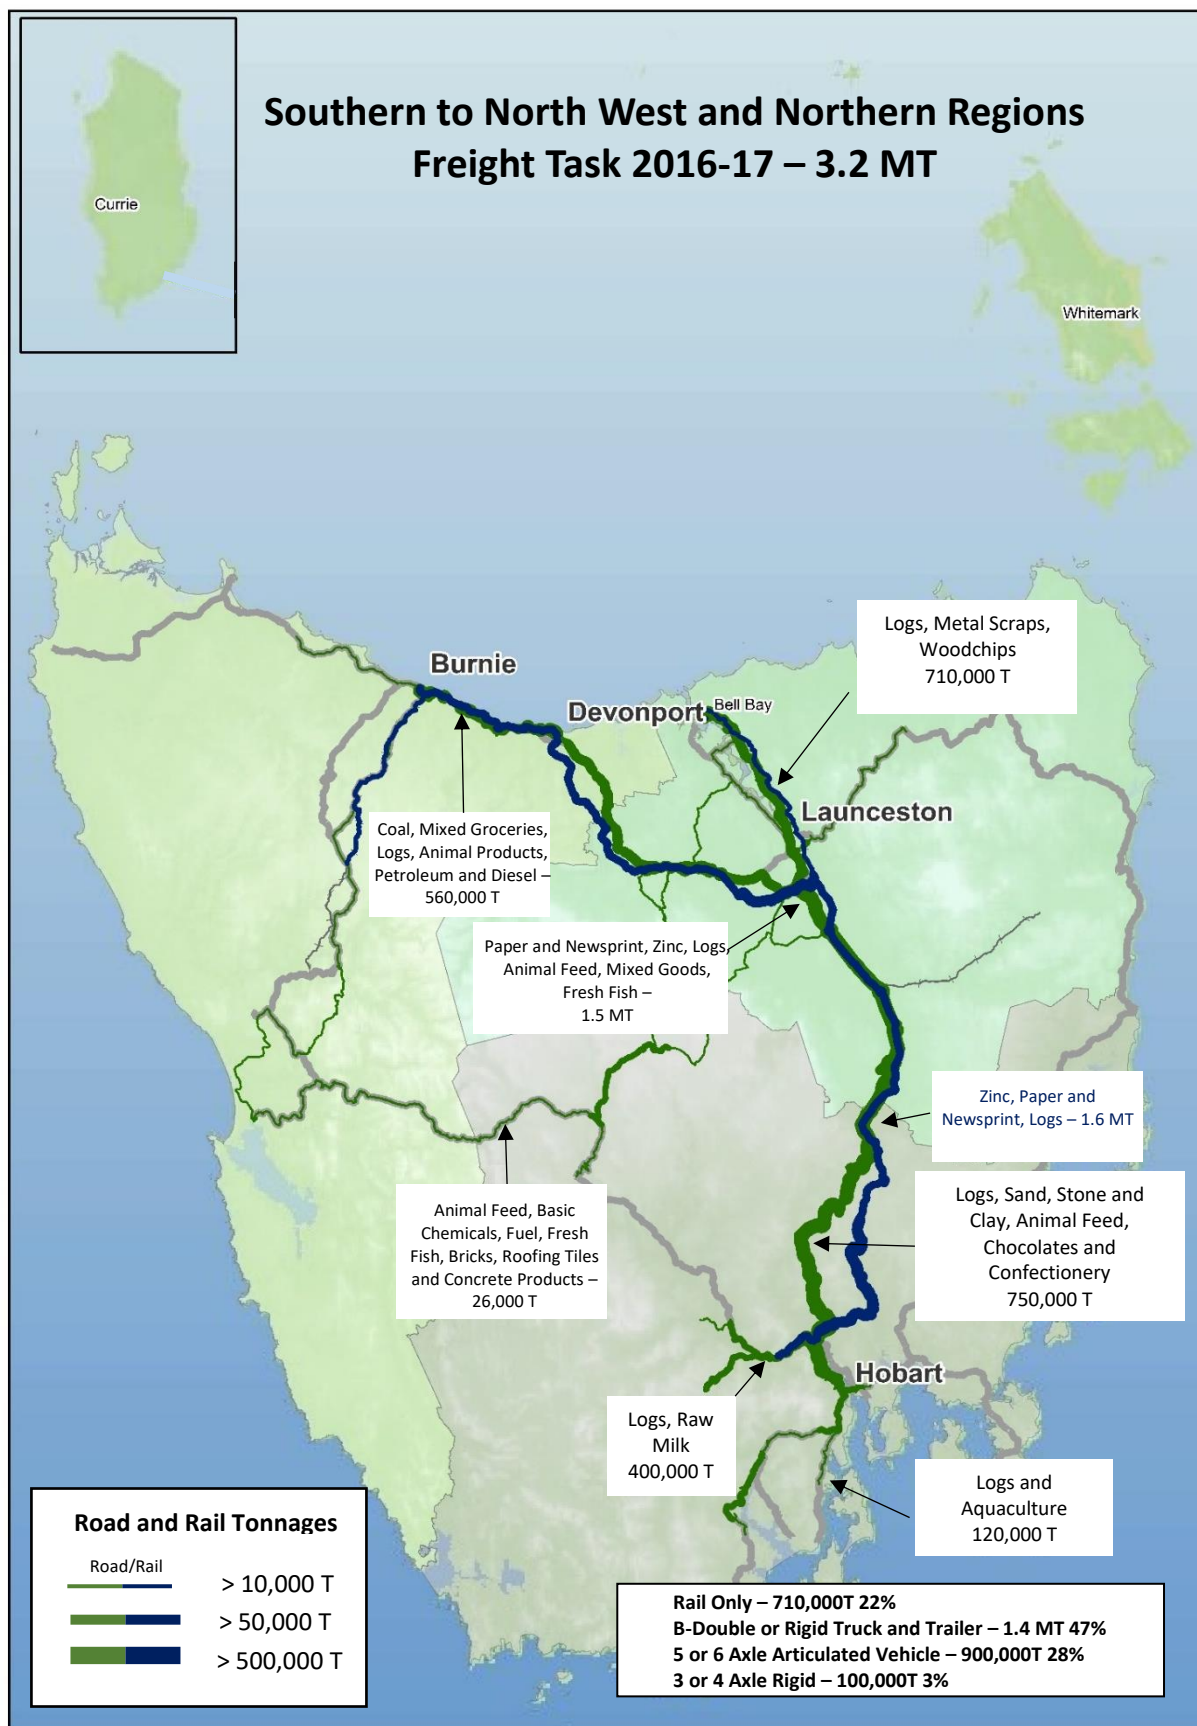 Southern to North West and Northern Regions
Freight Task 2016-17 – 3.2 MT
Currie
Whitemark
Logs, Metal Scraps,
Woodchips
710,000 T
Burnie
Devonport
Bell Bay
Launceston
Coal, Mixed Groceries,
Logs, Animal Products,
Petroleum and Diesel –
560,000 T
Paper and Newsprint, Zinc, Logs,
Animal Feed, Mixed Goods,
Fresh Fish –
1.5 MT
Zinc, Paper and
Newsprint, Logs – 1.6 MT
Animal Feed, Basic
Chemicals, Fuel, Fresh
Fish, Bricks, Roofing Tiles
and Concrete Products –
26,000 T
Logs, Sand, Stone and
Clay, Animal Feed,
Chocolates and
Confectionery
750,000 T
Hobart
Logs, Raw
Milk
400,000 T
Logs and
Aquaculture
120,000 T
Road and Rail Tonnages
Road/Rail
> 10,000 T
> 50,000 T
> 500,000 T
Rail Only – 710,000T 22%
B-Double or Rigid Truck and Trailer – 1.4 MT 47%
5 or 6 Axle Articulated Vehicle – 900,000T 28%
3 or 4 Axle Rigid – 100,000T 3%